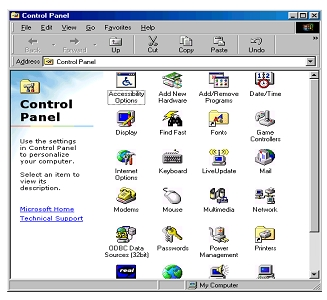 Control Panel
File Edit View Go Favorites Help
Back Forward Up Cut Copy Paste Undo
Address Control Panel
Control
Panel
Use the settings
in Control Panel
to personalize
your computer.
Select an item to
view its
description.
Microsoft Home
Technical Support
Accessibility
Options
Add New
Hardware
Add/Remove
Programs
Date/Time
Display
Find Fast
Fonts
Game
Controllers
Internet
Options
Keyboard
LiveUpdate
Mail
Modems
Mouse
Multimedia
Network
ODBC Data
Sources (32bit)
Passwords
Power
Management
Printers
real
My Computer